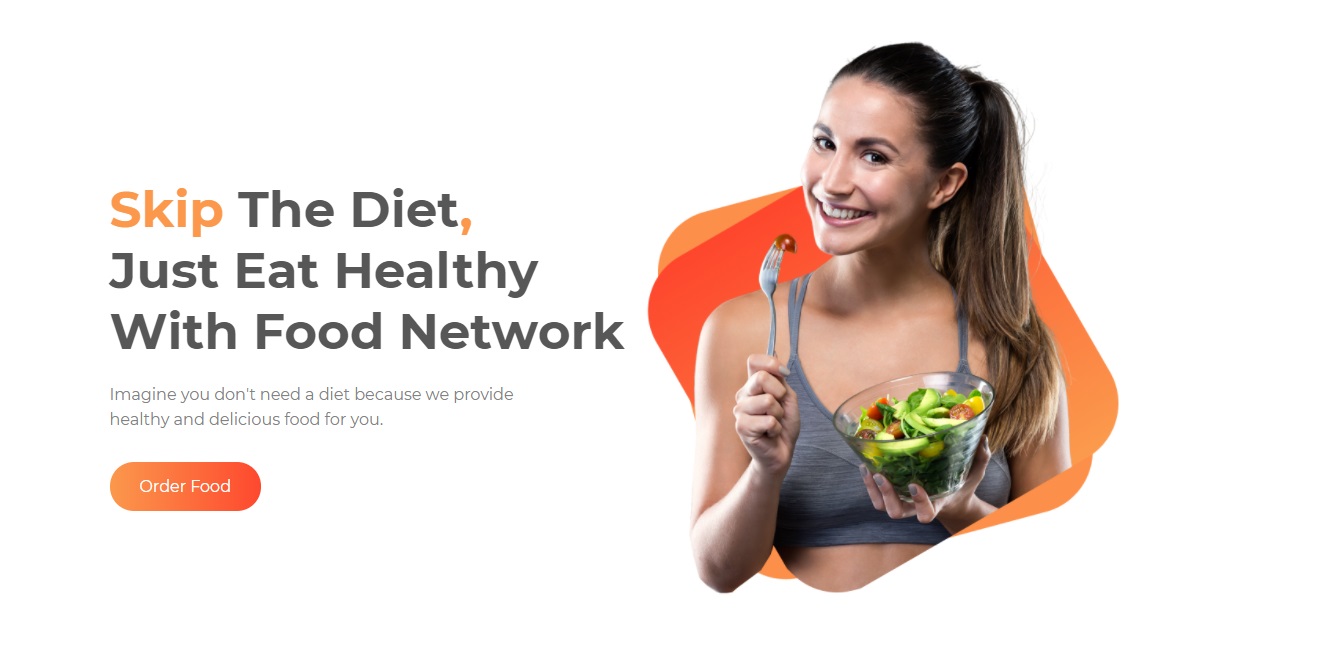 Skip The Diet,
Just Eat Healthy
With Food Network
Imagine you don't need a diet because we provide
healthy and delicious food for you.
Order Food